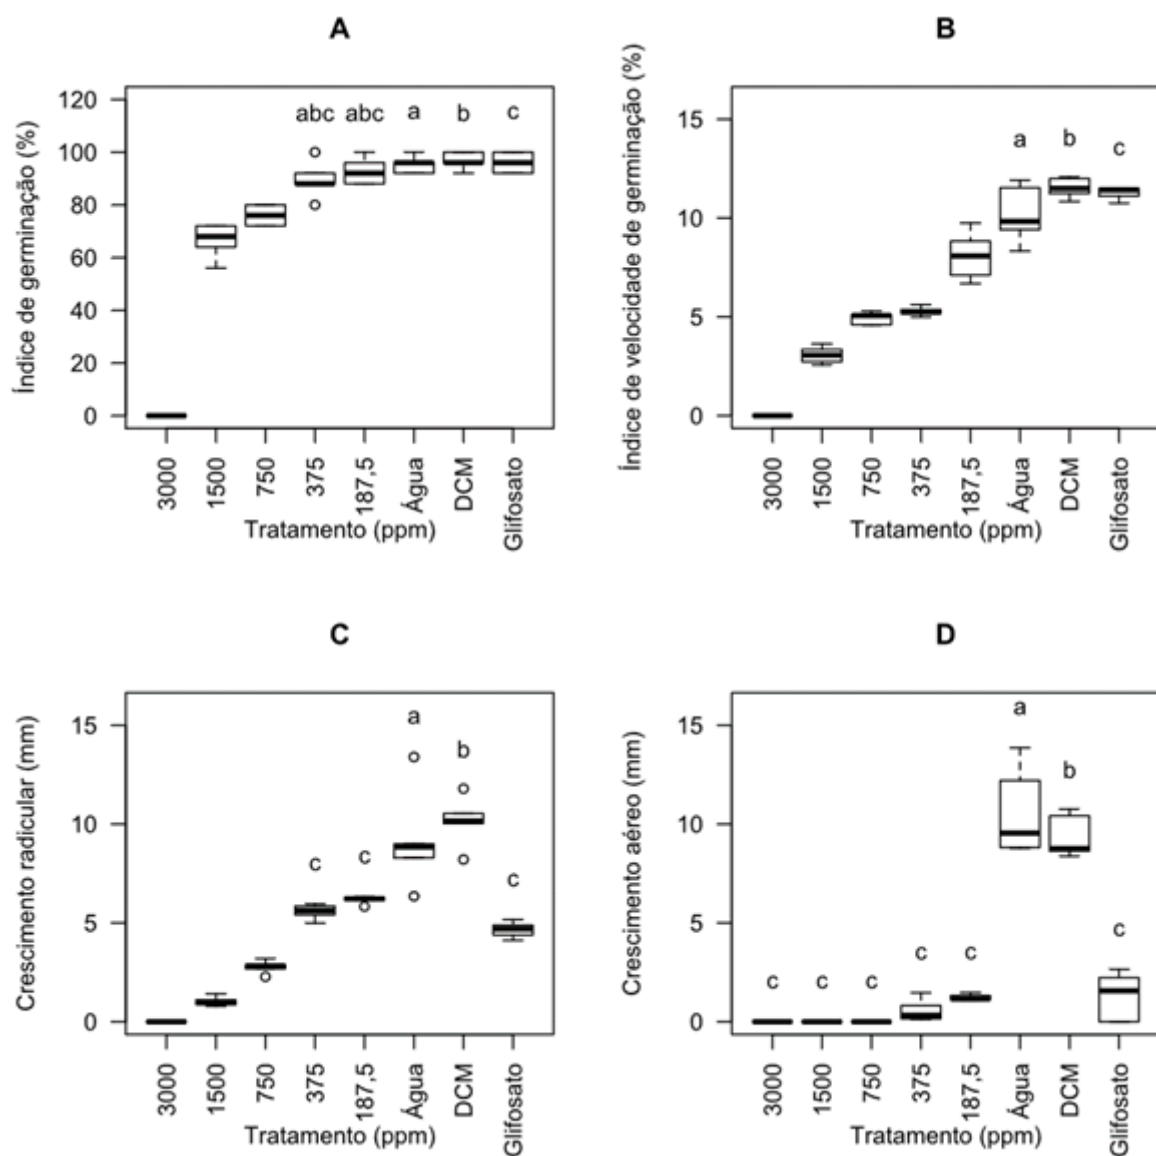 A
Índice de germinação (%)
120
100
80
60
40
20
0
abc
abc
a
b
c
3000
1500
750
375
187,5
Água
DCM
Glifosato
Tratamento (ppm)
B
Índice de velocidade de germinação (%)
15
10
5
0
a
b
c
3000
1500
750
375
187,5
Água
DCM
Glifosato
Tratamento (ppm)
C
Crescimento radicular (mm)
15
10
5
0
c
c
a
b
c
3000
1500
750
375
187,5
Água
DCM
Glifosato
Tratamento (ppm)
D
Crescimento aéreo (mm)
15
10
5
0
c
c
c
c
c
a
b
c
3000
1500
750
375
187,5
Água
DCM
Glifosato
Tratamento (ppm)